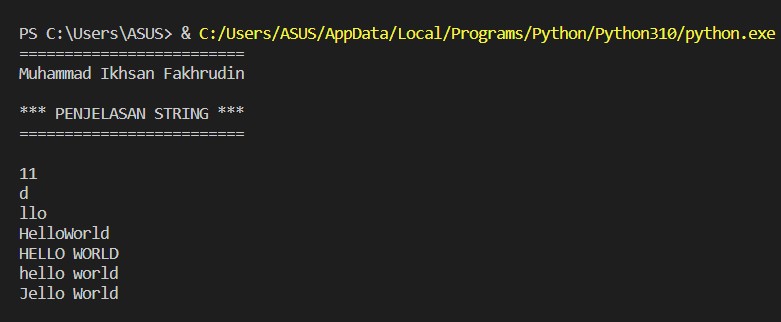 PS C:\Users\ASUS> & C:/Users/ASUS/AppData/Local/Programs/Python/Python310/python.exe
=========================
Muhammad Ikhsan Fakhrudin
*** PENJELASAN STRING ***
=========================
11
d
llo
HelloWorld
HELLO WORLD
hello world
Jello World